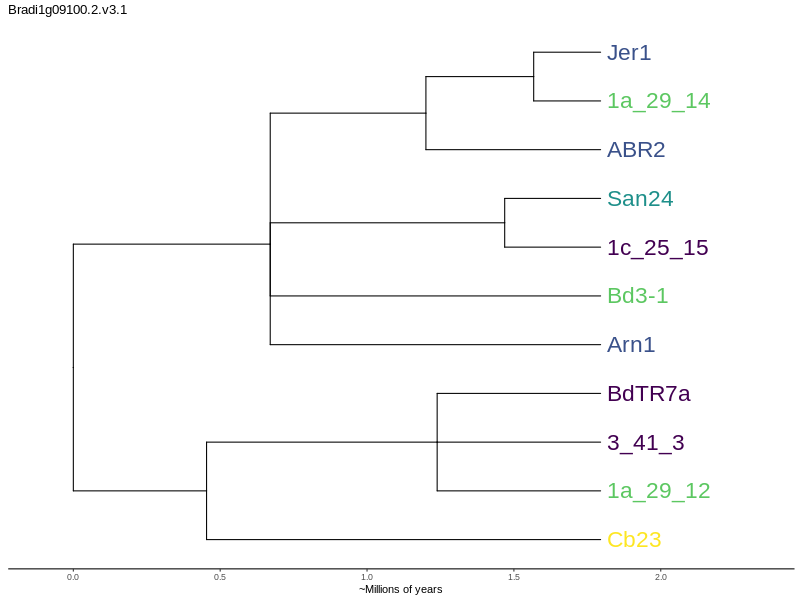 Bradi1g09100.2.v3.1
Jer1
1a_29_14
ABR2
San24
1c_25_15
Bd3-1
Arn1
BdTR7a
3_41_3
1a_29_12
Cb23
0.0 0.5 1.0 1.5 2.0
~Millions of years